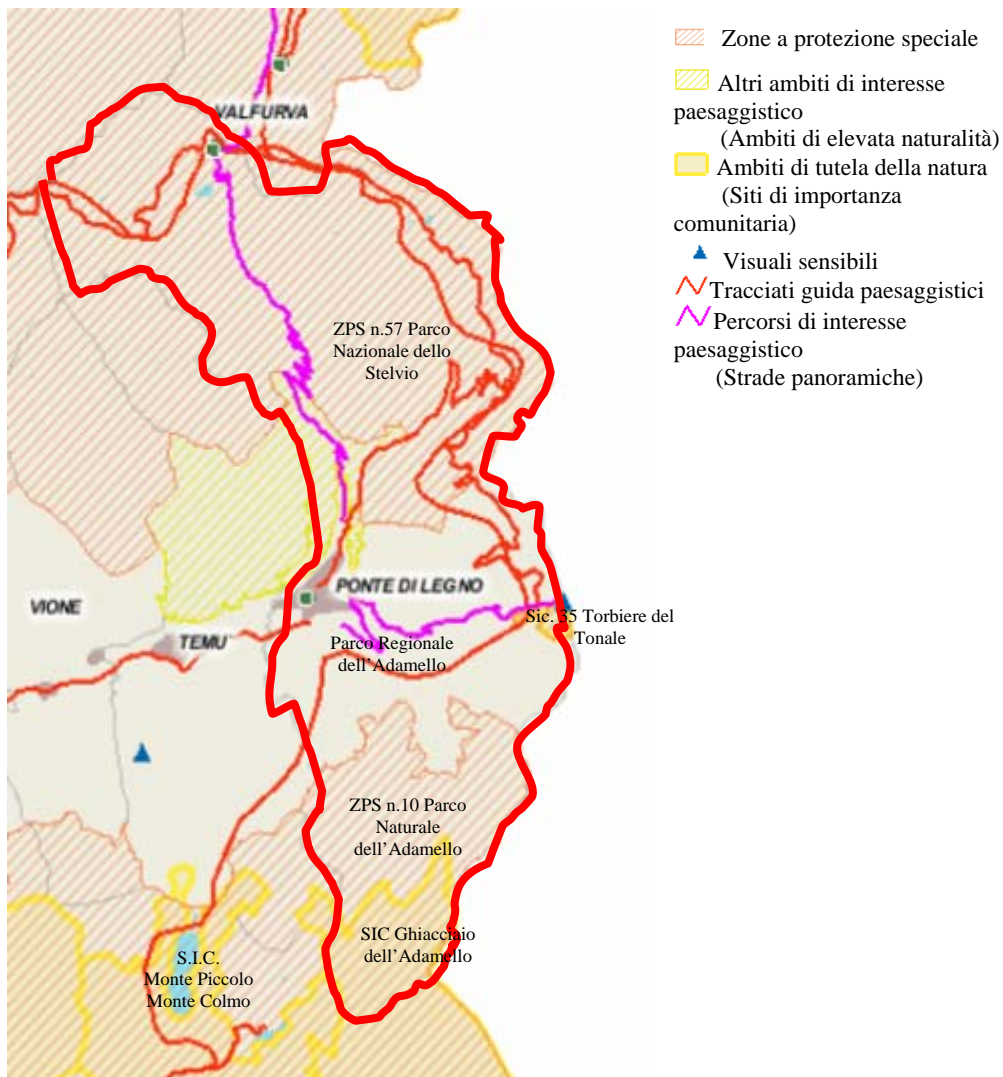 VALFURVA
ZPS n.57 Parco
Nazionale dello
Stelvio
PONTE DI LEGNO
VIONE
TEMU'
Sic. 35 Torbiere del
Tonale
Parco Regionale
dell'Adamello
ZPS n.10 Parco
Naturale
dell'Adamello
SIC Ghiacciaio
dell'Adamello
S.I.C.
Monte Piccolo
Monte Colmo
Zone a protezione speciale
Altri ambiti di interesse
paesaggistico
(Ambiti di elevata naturalità)
Ambiti di tutela della natura
(Siti di importanza
comunitaria)
Visuali sensibili
Tracciati guida paesaggistici
Percorsi di interesse
paesaggistico
(Strade panoramiche)